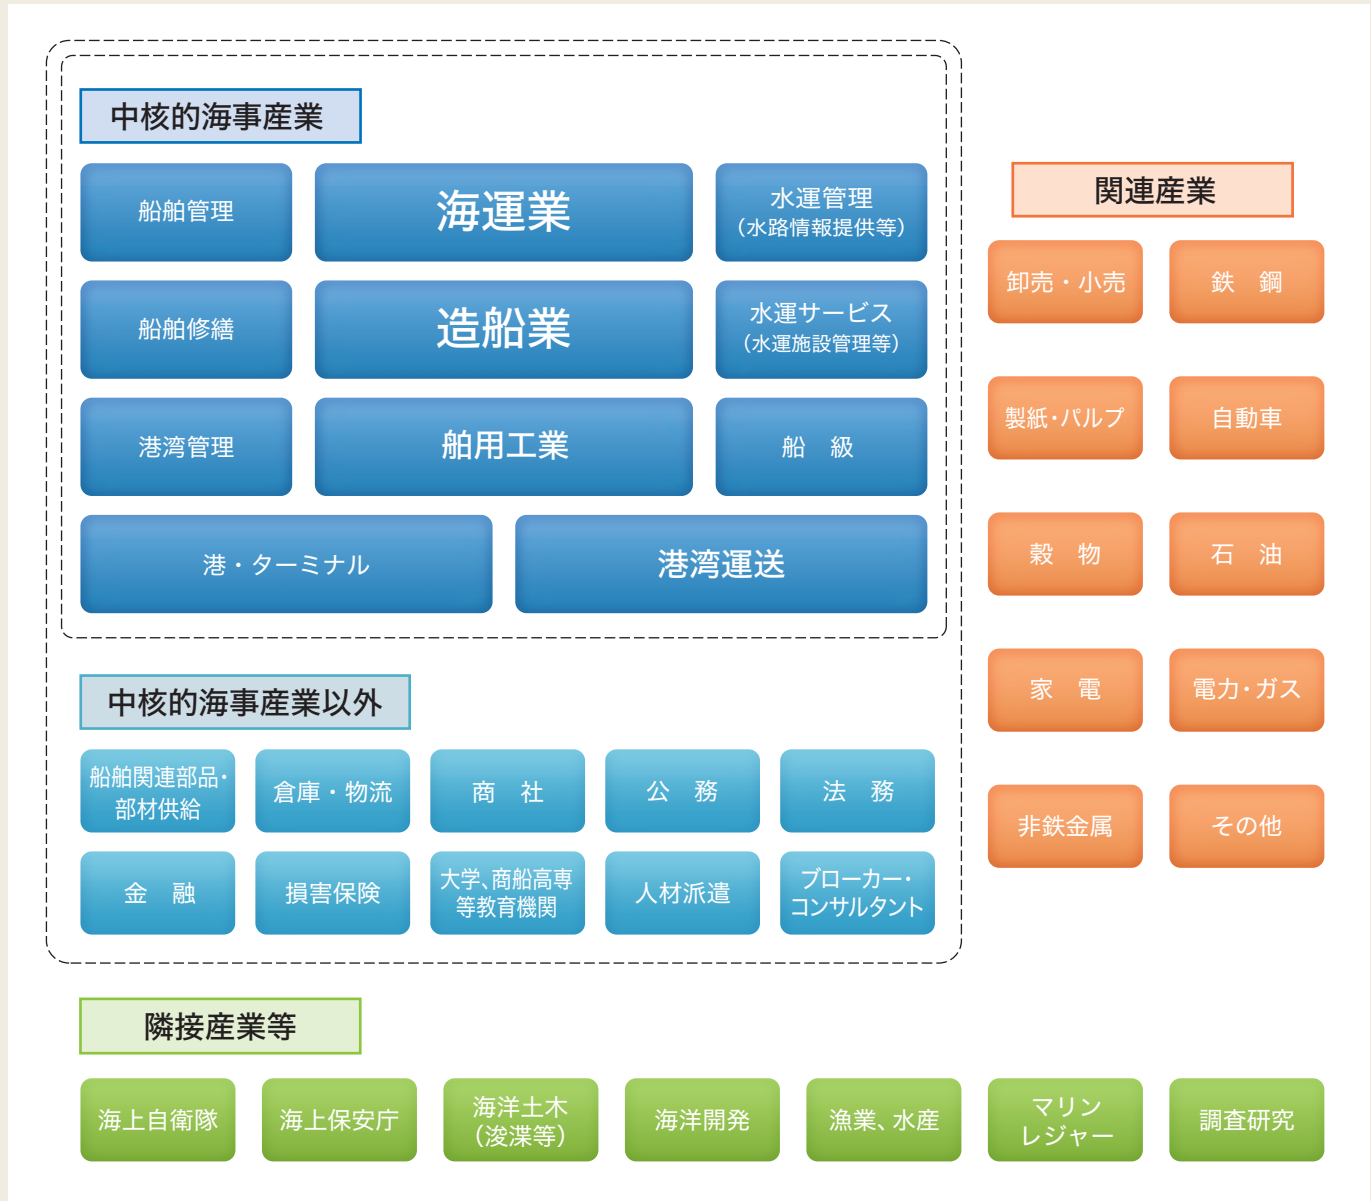 中核的海事産業
船舶管理
海運業
水運管理
（水路情報提供等）
船舶修繕
造船業
水運サービス
（水運施設管理等）
港湾管理
舶用工業
船　級
港・ターミナル
港湾運送
中核的海事産業以外
船舶関連部品・
部材供給
倉庫・物流
商　社
公　務
法　務
金　融
損害保険
大学、商船高専
等教育機関
人材派遣
ブローカー・
コンサルタント
関連産業
卸売・小売
鉄　鋼
製紙・パルプ
自動車
穀　物
石　油
家　電
電力・ガス
非鉄金属
その他
隣接産業等
海上自衛隊
海上保安庁
海洋土木
（浚渫等）
海洋開発
漁業、水産
マリン
レジャー
調査研究